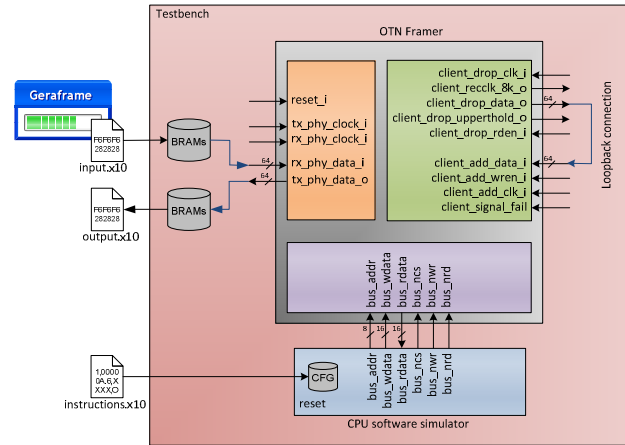 Testbench
OTN Framer
Geraframe
F6F6F6
282828
input.x10
BRAMs
F6F6F6
282828
output.x10
BRAMs
reset_i
tx_phy_clock_i
rx_phy_clock_i
64
rx_phy_data_i
64
tx_phy_data_o
client_drop_clk_i
client_recclk_8k_o
client_drop_data_o
64
client_drop_upperthold_o
client_drop_rden_i
client_add_data_i
64
client_add_wren_i
client_add_clk_i
client_signal_fail
Loopback connection
bus_addr
bus_wdata
bus_rdata
bus_ncs
bus_nwr
bus_nrd
8
16
16
bus_addr
bus_wdata
bus_rdata
bus_ncs
bus_nwr
bus_nrd
1,0000
0A.6,X
XXX,O
instructions.x10
CFG
reset
CPU software simulator